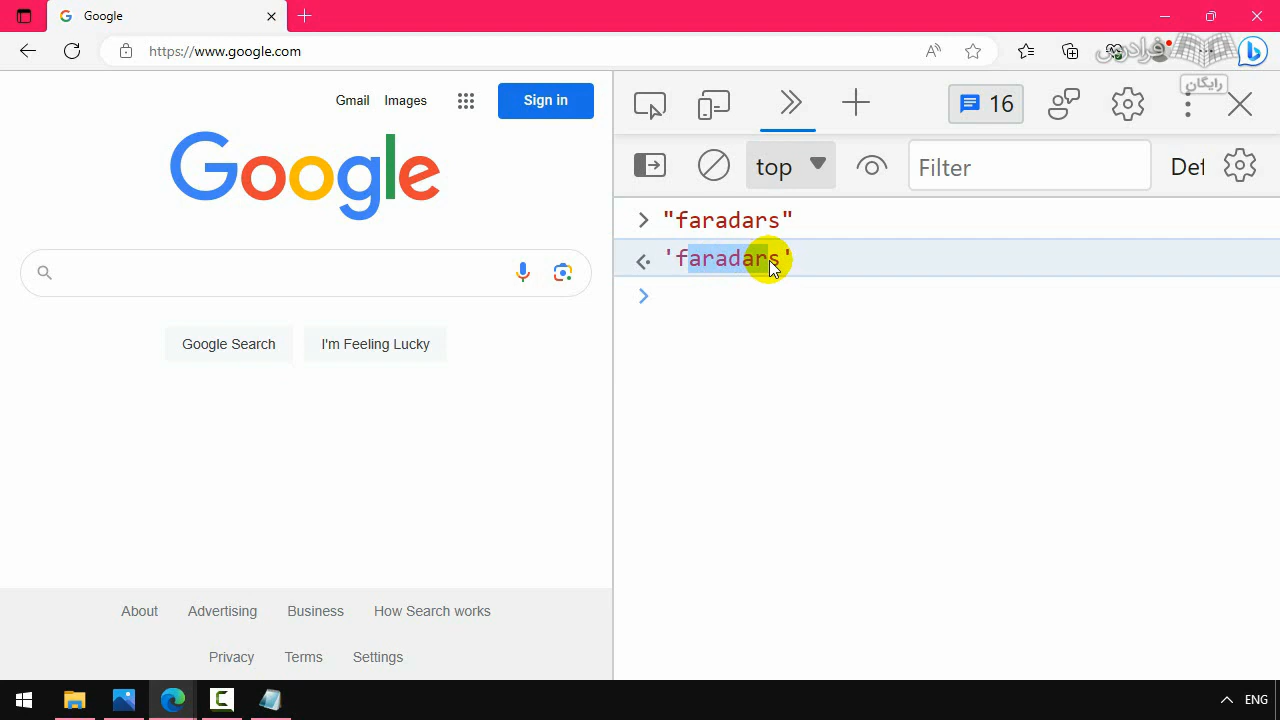 Google
https://www.google.com
فرادرس
رایگان
Gmail
Images
Sign in
Google
Google Search
I'm Feeling Lucky
About
Advertising
Business
How Search works
Privacy
Terms
Settings
16
top
Filter
Def
"faradars"
'faradars'
ENG